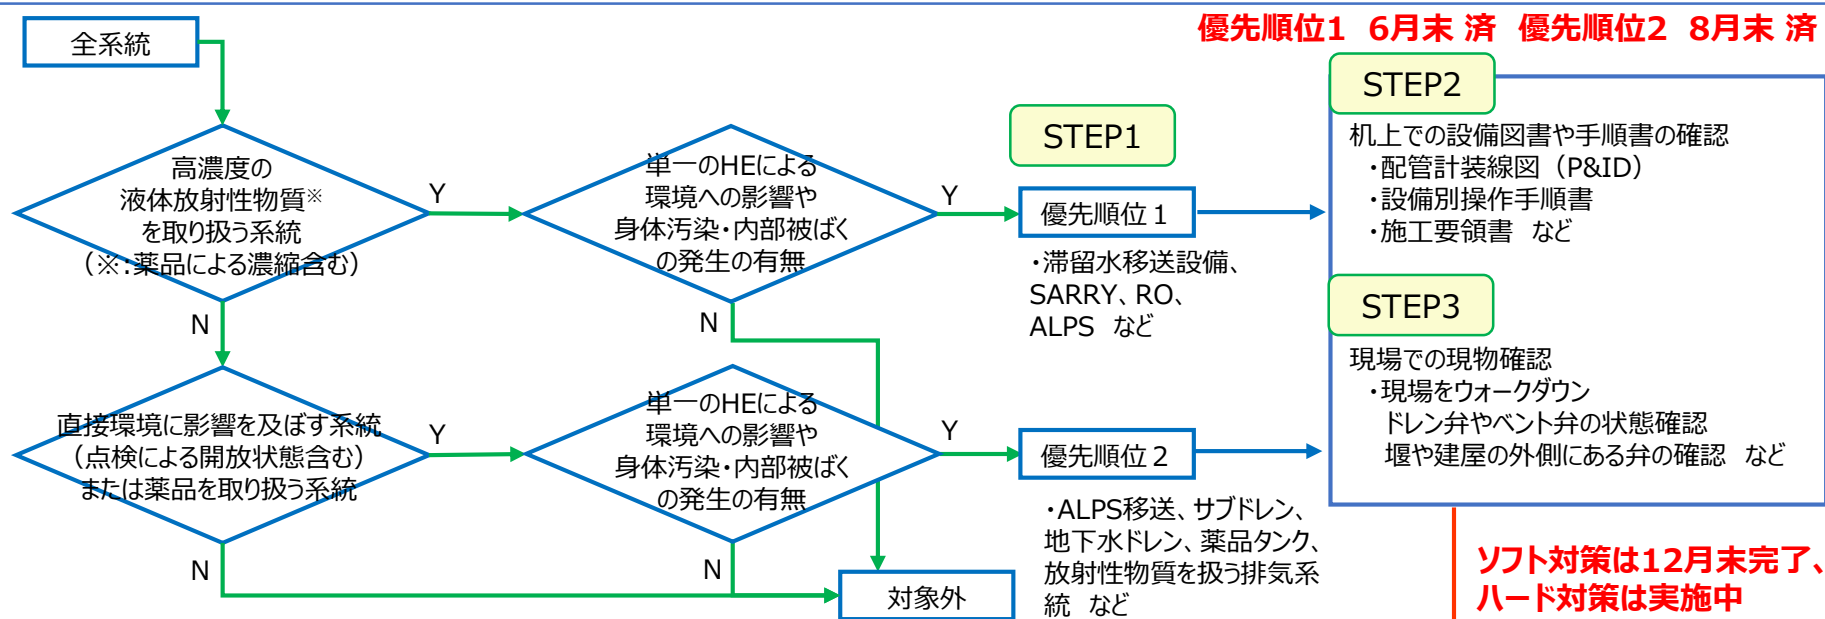 優先順位1 6月末 済 優先順位2 8月末 済
全系統
高濃度の
液体放射性物質※
を取り扱う系統
（※：薬品による濃縮含む）
Y
N
単一のHEによる
環境への影響や
身体汚染・内部被ばく
の発生の有無
Y
N
STEP1
優先順位１
・滞留水移送設備、
SARRY、RO、
ALPS など
直接環境に影響を及ぼす系統
（点検による開放状態含む）
または薬品を取り扱う系統
Y
N
単一のHEによる
環境への影響や
身体汚染・内部被ばく
の発生の有無
Y
N
優先順位２
・ALPS移送、サブドレン、
地下水ドレン、薬品タンク、
放射性物質を扱う排気系
統 など
対象外
STEP2
机上での設備図書や手順書の確認
・配管計装線図（P&ID）
・設備別操作手順書
・施工要領書 など
STEP3
現場での現物確認
・現場をウォークダウン
ドレン弁やベント弁の状態確認
堰や建屋の外側にある弁の確認 など
ソフト対策は12月末完了、
ハード対策は実施中